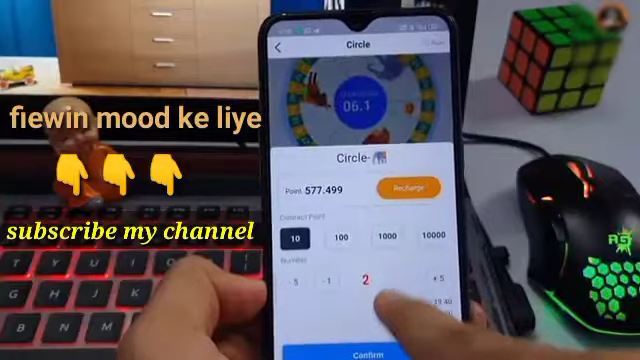 Circle
fiewin mood ke liye
👇👇👇
subscribe my channel
06.1
Circle-
Point 577.499
Recharge
Contract Point
10 100 1000 10000
Number
- 5 - 1 2 + 5
Confirm
T Y U
G H J K
B N M
RG